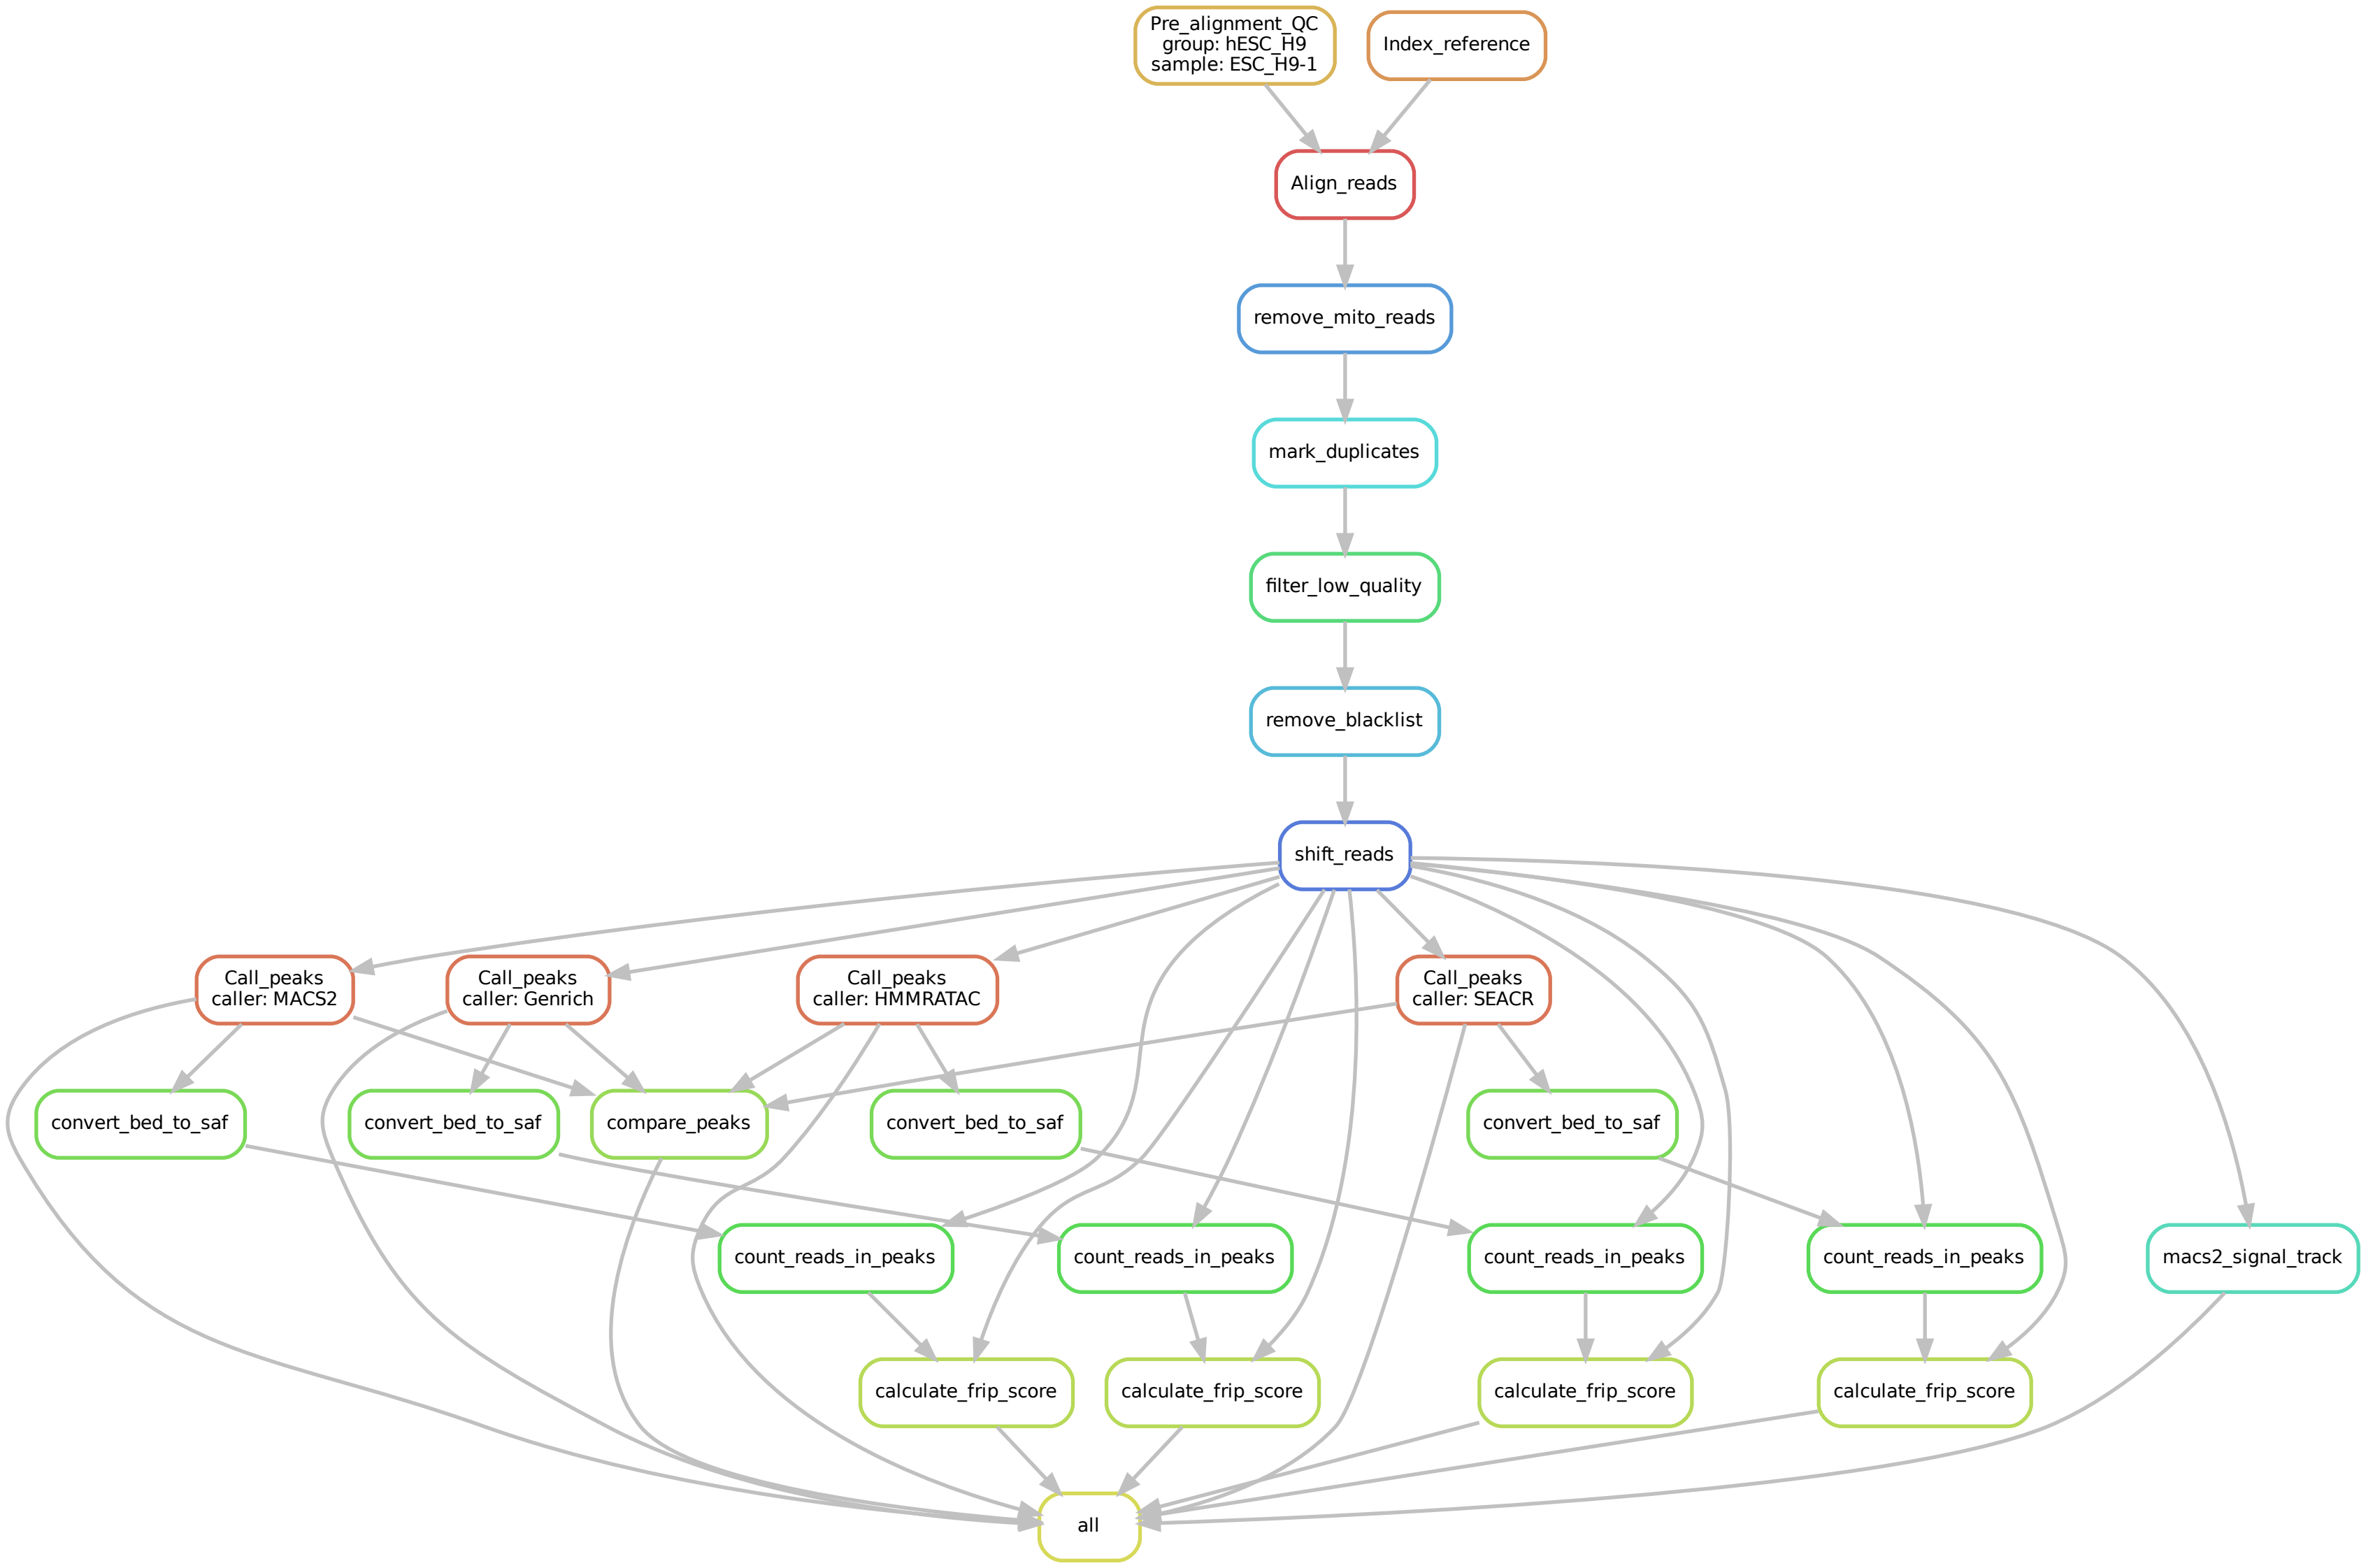 Pre_alignment_QC
group: hESC_H9
sample: ESC_H9-1
Index_reference
Align_reads
remove_mito_reads
mark_duplicates
filter_low_quality
remove_blacklist
shift_reads
Call_peaks
caller: MACS2
Call_peaks
caller: Genrich
Call_peaks
caller: HMMRATAC
Call_peaks
caller: SEACR
convert_bed_to_saf
convert_bed_to_saf
compare_peaks
convert_bed_to_saf
convert_bed_to_saf
count_reads_in_peaks
count_reads_in_peaks
count_reads_in_peaks
count_reads_in_peaks
macs2_signal_track
calculate_frip_score
calculate_frip_score
calculate_frip_score
calculate_frip_score
all